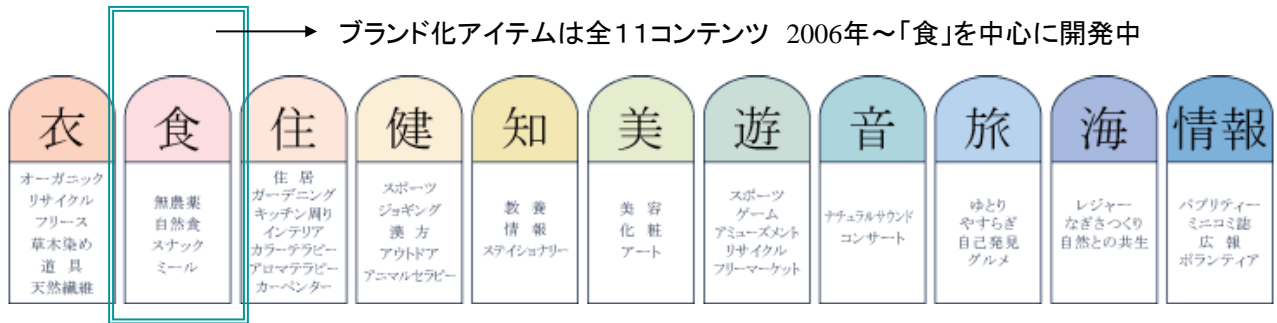 ブランド化アイテムは全11コンテンツ 2006年～「食」を中心に開発中
衣
オーガニック
リサイクル
フリース
草木染め
道 具
天然繊維
食
無農薬
自然食
スナック
ミール
住
住 居
ガーデニング
キッチン周り
インテリア
カラーテラピー
アロマテラピー
カーペンター
健
スポーツ
ジョギング
漢 方
アウトドア
アニマルセラピー
知
教 養
情 報
ステイショナリー
美
美 容
化 粧
アート
遊
スポーツ
ゲーム
アミューズメント
リサイクル
フリーマーケット
音
ナチュラルサウンド
コンサート
旅
ゆとり
やすらぎ
自己発見
グルメ
海
レジャー
なぎさつくり
自然との共生
情報
パブリティー
ミニコミ誌
広 報
ボランティア